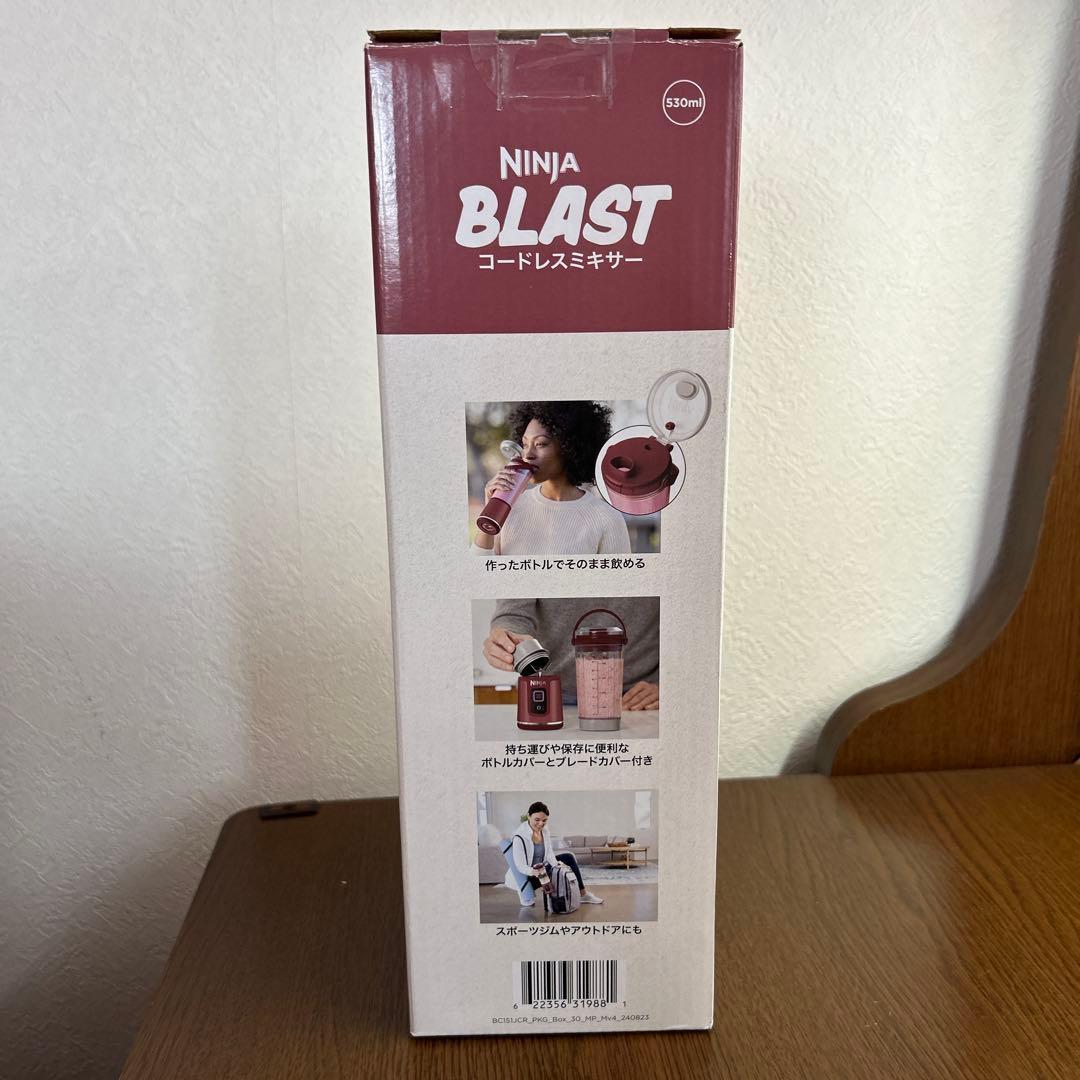 530ml
NINJA
BLAST
コードレスミキサー
作ったボトルでそのまま飲める
NINJA
持ち運びや保存に便利な
ボトルカバーとブレードカバー付き
スポーツジムやアウトドアにも
6 22356 31988 1
BC151JCR_PKG_Box_30_MP_Mv4_240823